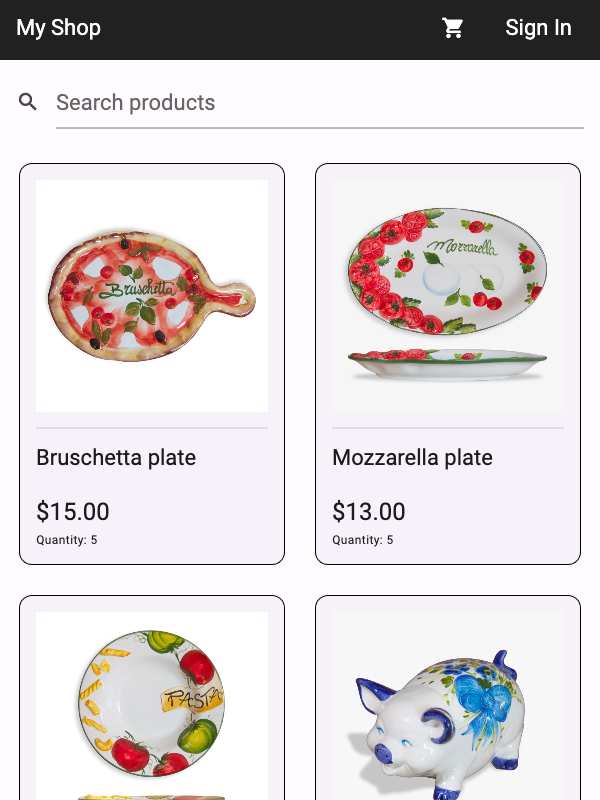 My Shop
Sign In
Search products
Bruschetta
Mozzarella
Bruschetta plate
Mozzarella plate
$15.00
$13.00
Quantity: 5
Quantity: 5
PASTA